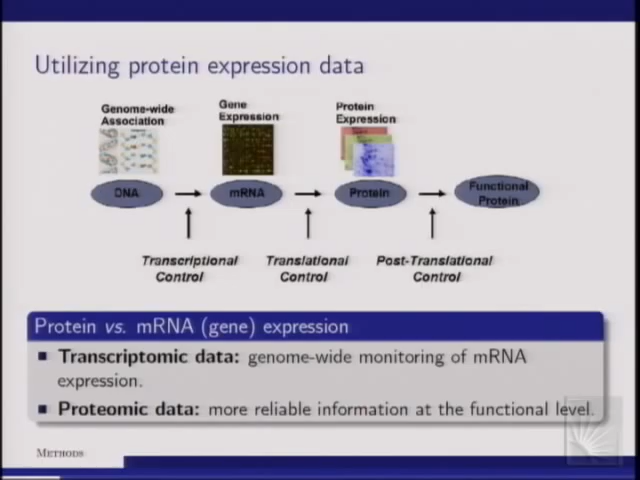 Utilizing protein expression data
Genome-wide
Association
Gene
Expression
Protein
Expression
DNA
mRNA
Protein
Functional
Protein
Transcriptional
Control
Translational
Control
Post-Translational
Control
Protein vs. mRNA (gene) expression
Transcriptomic data: genome-wide monitoring of mRNA
expression.
Proteomic data: more reliable information at the functional level.
Methods